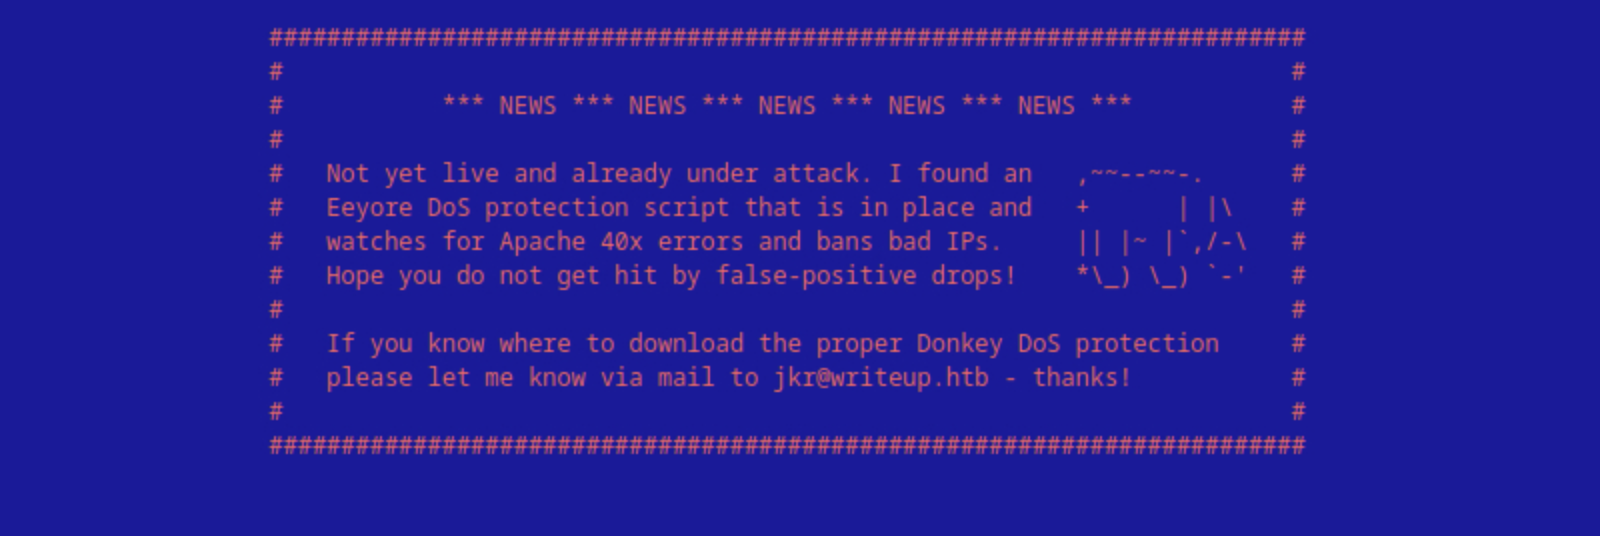 ########################################################################
#                                                                      #
#           *** NEWS *** NEWS *** NEWS *** NEWS *** NEWS ***           #
#                                                                      #
#   Not yet live and already under attack. I found an   ,~~--~~-.      #
#   Eeyore DoS protection script that is in place and   +      | |\    #
#   watches for Apache 40x errors and bans bad IPs.     || |~ |`,/-\   #
#   Hope you do not get hit by false-positive drops!    *\_) \_) `-'   #
#                                                                      #
#   If you know where to download the proper Donkey DoS protection     #
#   please let me know via mail to jkr@writeup.htb - thanks!           #
#                                                                      #
########################################################################